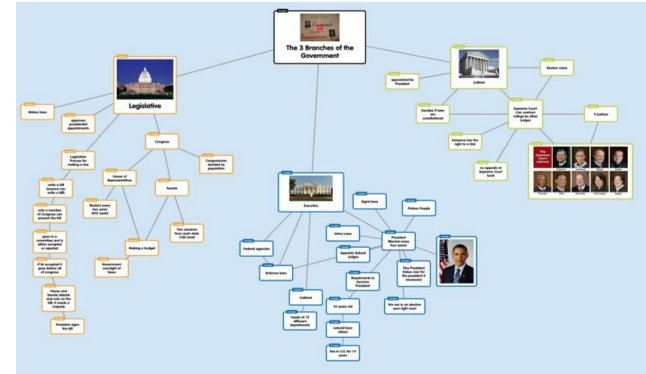 The 3 Branches of the
Government
Legislative
Makes laws
approves
presidential
appointments
Legislative
Process for
making a law
write a bill
(anyone can
write a bill)
only a member
of Congress can
present the bill
goes to a
committee and is
either accepted
or rejected
if its accepted it
goes before all
of congress
House and
Senate debate
and vote on the
bill, it needs a
majority
President signs
the bill
Congress
House of
Representatives
Senate
Congressmen
decided by
population
Two senators
from each state
(100 total)
Making a budget
Government
oversight of
taxes
Executive
Federal agencies
Enforces laws
Cabinet
heads of 15
different
departments
Signs laws
Vetos Laws
Pardons People
Appoints federal
judges
President
(Elected every
four years)
Requirements to
become
President
35 years old
natural born
citizen
live in U.S. for 14
years
Vice President
(takes over for
the president if
necessary)
We are in an election
year right now!
Judicial
appointed by
President
Review cases
Decides if laws
are
constitutional
Supreme Court
Can overturn
rulings by other
judges
9 justices
Everyone has the
right to a trial
no appeals at
Supreme Court
level
The
Supreme
Court